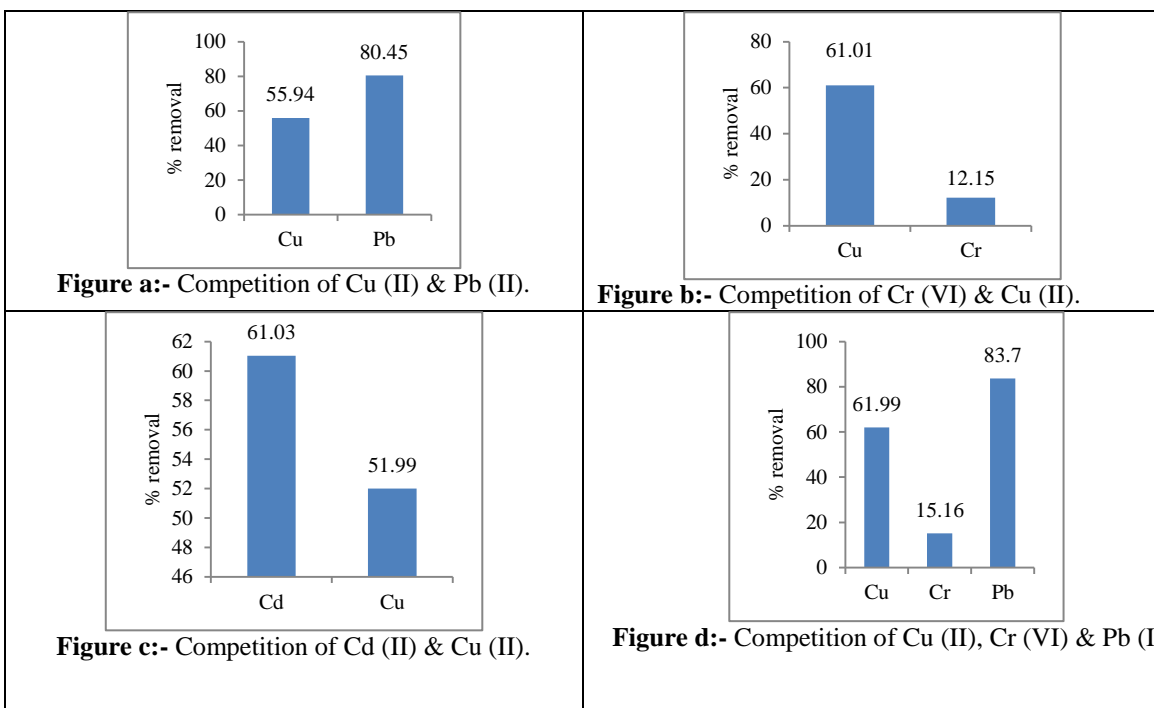 100
80
60
40
20
0
% removal
55.94
80.45
Cu Pb
Figure a:- Competition of Cu (II) & Pb (II).
80
60
40
20
0
% removal
61.01
12.15
Cu Cr
Figure b:- Competition of Cr (VI) & Cu (II).
62
60
58
56
54
52
50
48
46
% removal
61.03
51.99
Cd Cu
Figure c:- Competition of Cd (II) & Cu (II).
100
80
60
40
20
0
% removal
61.99
15.16
83.7
Cu Cr Pb
Figure d:- Competition of Cu (II), Cr (VI) & Pb (I